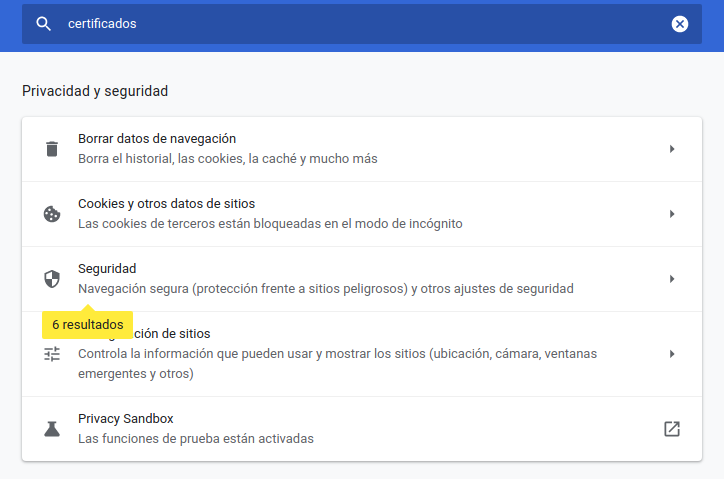 certificados
Privacidad y seguridad
Borrar datos de navegación
Borra el historial, las cookies, la caché y mucho más
Cookies y otros datos de sitios
Las cookies de terceros están bloqueadas en el modo de incógnito
Seguridad
Navegación segura (protección frente a sitios peligrosos) y otros ajustes de seguridad
6 resultados
ción de sitios
Controla la información que pueden usar y mostrar los sitios (ubicación, cámara, ventanas
emergentes y otros)
Privacy Sandbox
Las funciones de prueba están activadas